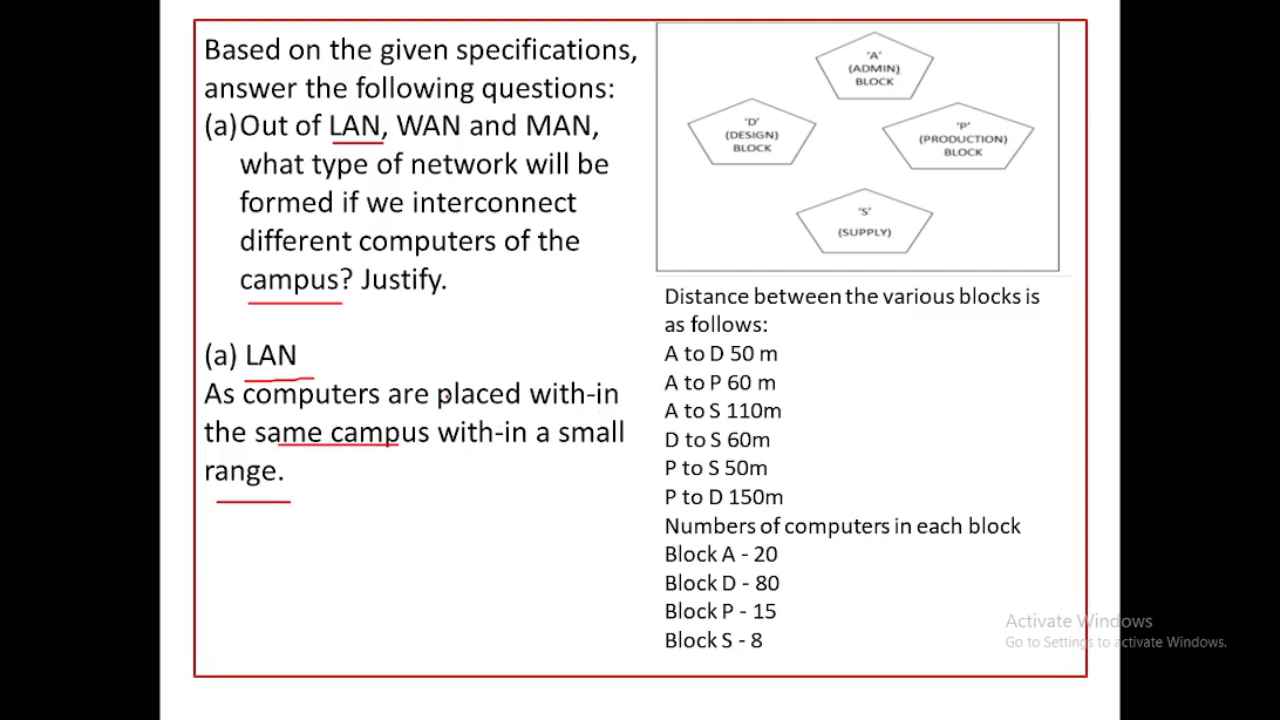 Based on the given specifications,
answer the following questions:
(a)Out of LAN, WAN and MAN,
what type of network will be
formed if we interconnect
different computers of the
campus? Justify.
(a) LAN
As computers are placed with-in
the same campus with-in a small
range.
'A'
(ADMIN)
BLOCK
'D'
(DESIGN)
BLOCK
'P'
(PRODUCTION)
BLOCK
'S'
(SUPPLY)
Distance between the various blocks is
as follows:
A to D 50 m
A to P 60 m
A to S 110m
D to S 60m
P to S 50m
P to D 150m
Numbers of computers in each block
Block A - 20
Block D - 80
Block P - 15
Block S - 8
Activate Windows
Go to Settings to activate Windows.